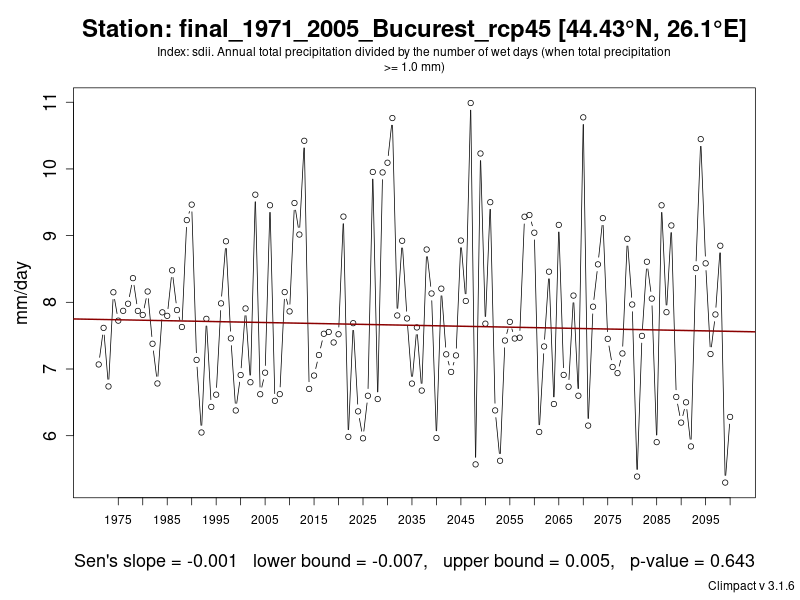 Station: final_1971_2005_Bucurest_rcp45 [44.43°N, 26.1°E]
Index: sdii. Annual total precipitation divided by the number of wet days (when total precipitation
>= 1.0 mm)
11
10
9
8
7
6
mm/day
1975 1985 1995 2005 2015 2025 2035 2045 2055 2065 2075 2085 2095
Sen's slope = -0.001 lower bound = -0.007, upper bound = 0.005, p-value = 0.643
Climpact v 3.1.6